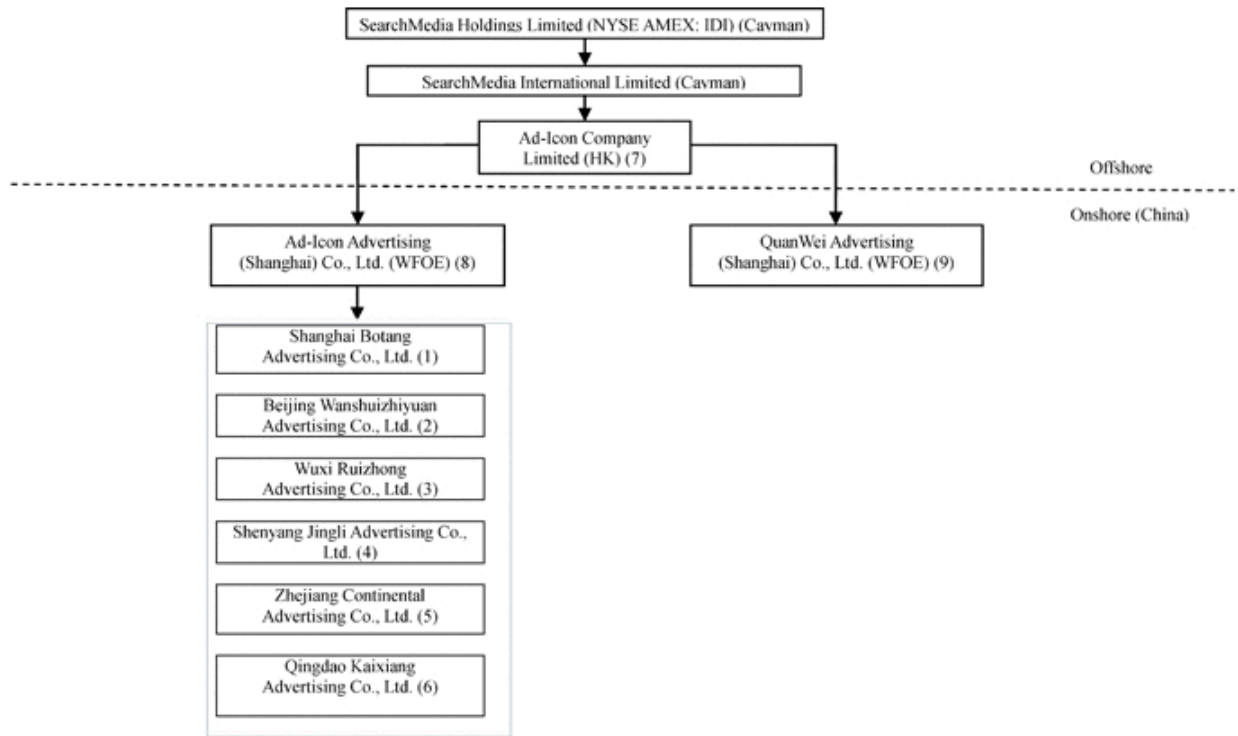 SearchMedia Holdings Limited (NYSE AMEX: IDI) (Cayman)
SearchMedia International Limited (Cayman)
Ad-Icon Company
Limited (HK) (7)
Offshore
Onshore (China)
Ad-Icon Advertising
(Shanghai) Co., Ltd. (WFOE) (8)
QuanWei Advertising
(Shanghai) Co., Ltd. (WFOE) (9)
Shanghai Botang
Advertising Co., Ltd. (1)
Beijing Wanshuizhiyuan
Advertising Co., Ltd. (2)
Wuxi Ruizhong
Advertising Co., Ltd. (3)
Shenyang Jingli Advertising Co.,
Ltd. (4)
Zhejiang Continental
Advertising Co., Ltd. (5)
Qingdao Kaixiang
Advertising Co., Ltd. (6)